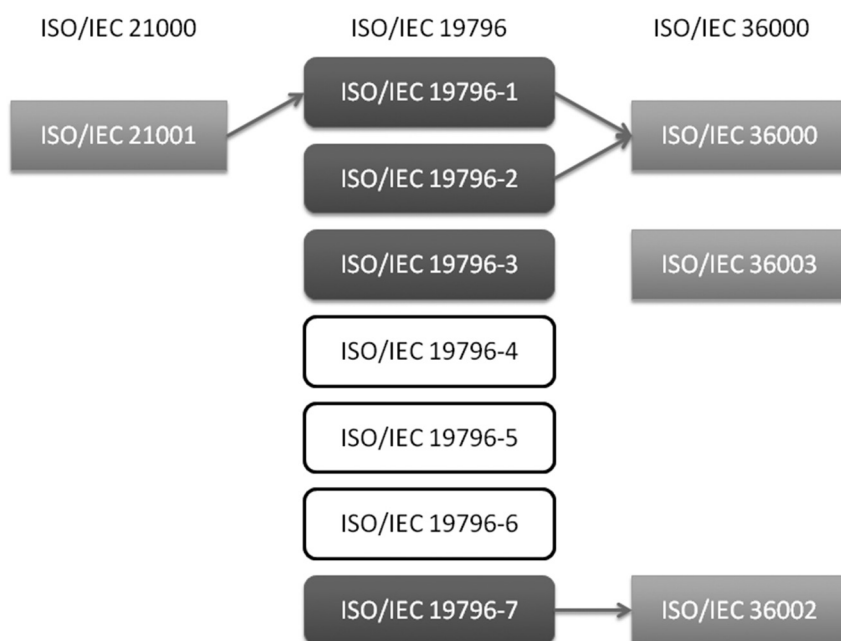 ISO/IEC 21000
ISO/IEC 19796
ISO/IEC 36000
ISO/IEC 21001
ISO/IEC 19796-1
ISO/IEC 19796-2
ISO/IEC 19796-3
ISO/IEC 19796-4
ISO/IEC 19796-5
ISO/IEC 19796-6
ISO/IEC 19796-7
ISO/IEC 36000
ISO/IEC 36003
ISO/IEC 36002